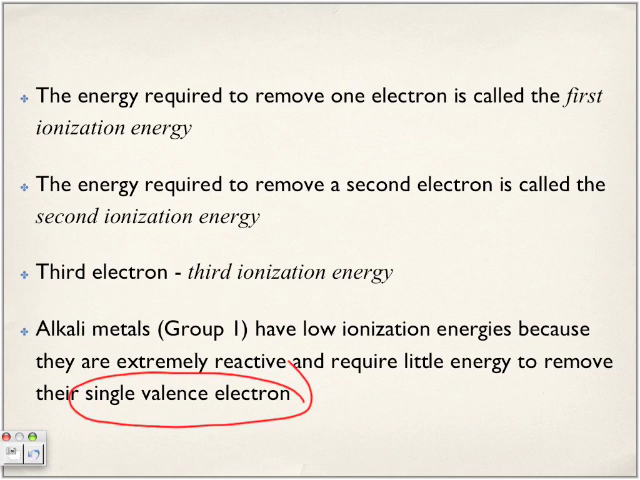 The energy required to remove one electron is called the first
ionization energy
The energy required to remove a second electron is called the
second ionization energy
Third electron - third ionization energy
Alkali metals (Group 1) have low ionization energies because
they are extremely reactive and require little energy to remove
their single valence electron